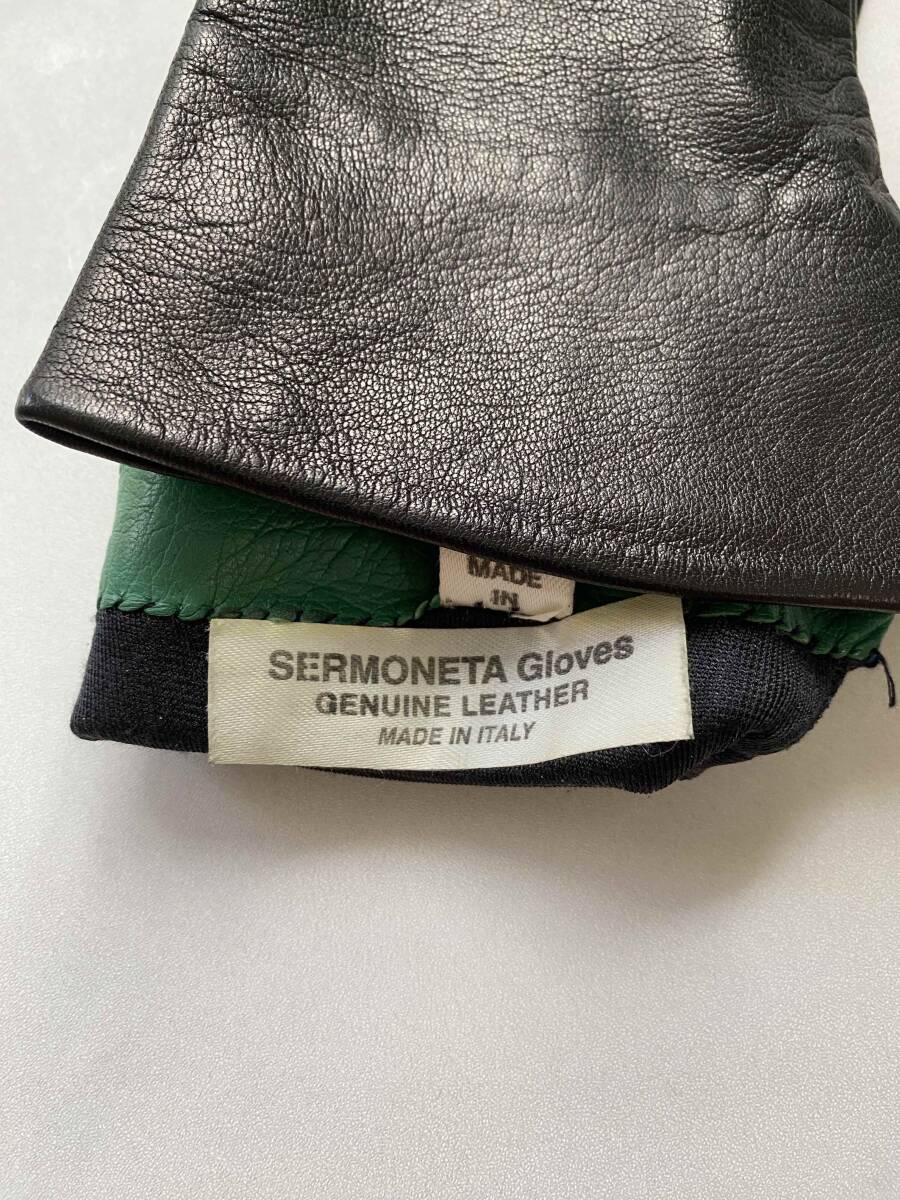 MADE
IN
SERMONETA Gloves
GENUINE LEATHER
MADE IN ITALY